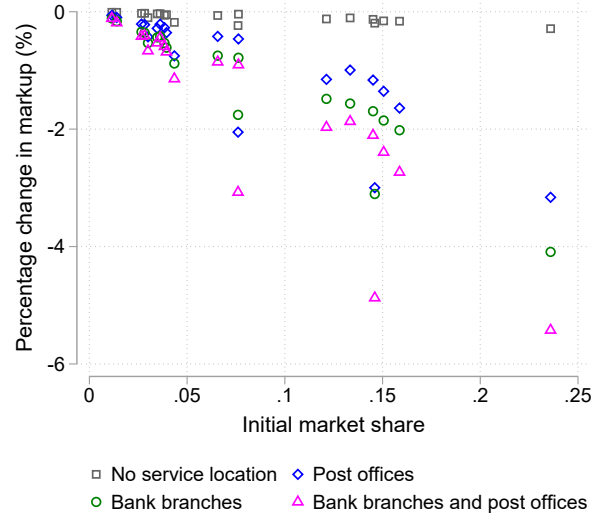 Percentage change in markup (%)
0
-2
-4
-6
0 .05 .1 .15 .2 .25
Initial market share
No service location Post offices
Bank branches Bank branches and post offices